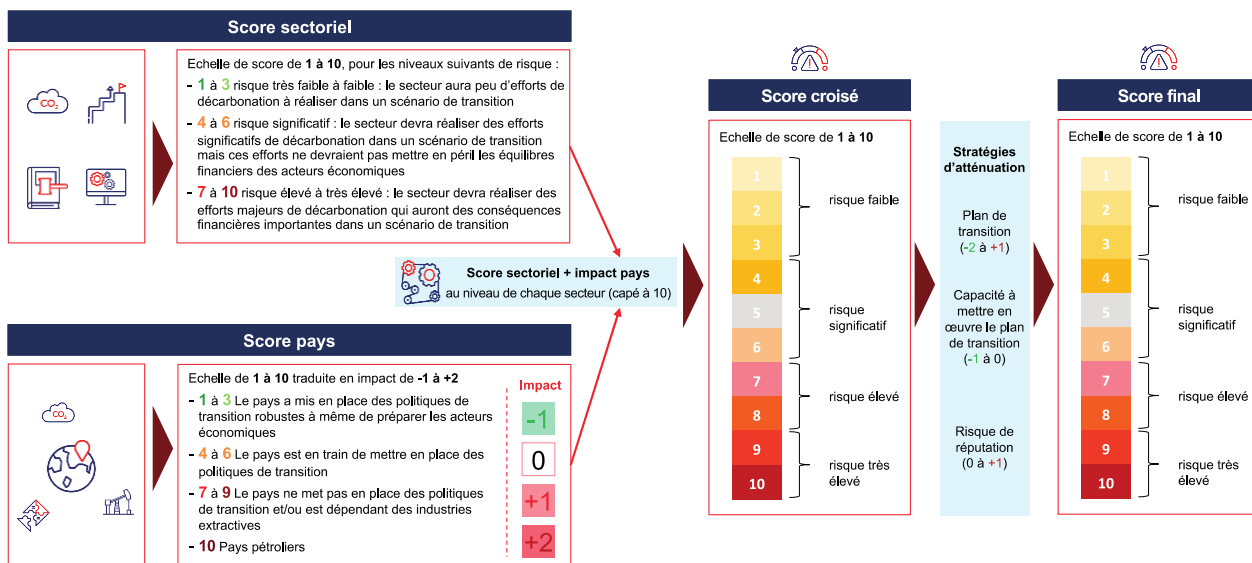 Score sectoriel
CO2
Echelle de score de 1 à 10, pour les niveaux suivants de risque :
- 1 à 3 risque très faible à faible : le secteur aura peu d'efforts de
décarbonation à réaliser dans un scénario de transition
- 4 à 6 risque significatif : le secteur devra réaliser des efforts
significatifs de décarbonation dans un scénario de transition
mais ces efforts ne devraient pas mettre en péril les équilibres
financiers des acteurs économiques
- 7 à 10 risque élevé à très élevé : le secteur devra réaliser des
efforts majeurs de décarbonation qui auront des conséquences
financières importantes dans un scénario de transition
Score sectoriel + impact pays
au niveau de chaque secteur (capé à 10)
Score pays
CO2
Echelle de 1 à 10 traduite en impact de -1 à +2
- 1 à 3 Le pays a mis en place des politiques de
transition robustes à même de préparer les acteurs
économiques
- 4 à 6 Le pays est en train de mettre en place des
politiques de transition
- 7 à 9 Le pays ne met pas en place des politiques
de transition et/ou est dépendant des industries
extractives
- 10 Pays pétroliers
Impact
-1
0
+1
+2
Score croisé
Echelle de score de 1 à 10
1
2
3
4
5
6
7
8
9
10
risque faible
risque
significatif
risque élevé
risque très
élevé
Stratégies
d'atténuation
Plan de
transition
(-2 à +1)
Capacité à
mettre en
œuvre le plan
de transition
(-1 à 0)
Risque de
réputation
(0 à +1)
Score final
Echelle de score de 1 à 10
1
2
3
4
5
6
7
8
9
10
risque faible
risque
significatif
risque élevé
risque très
élevé